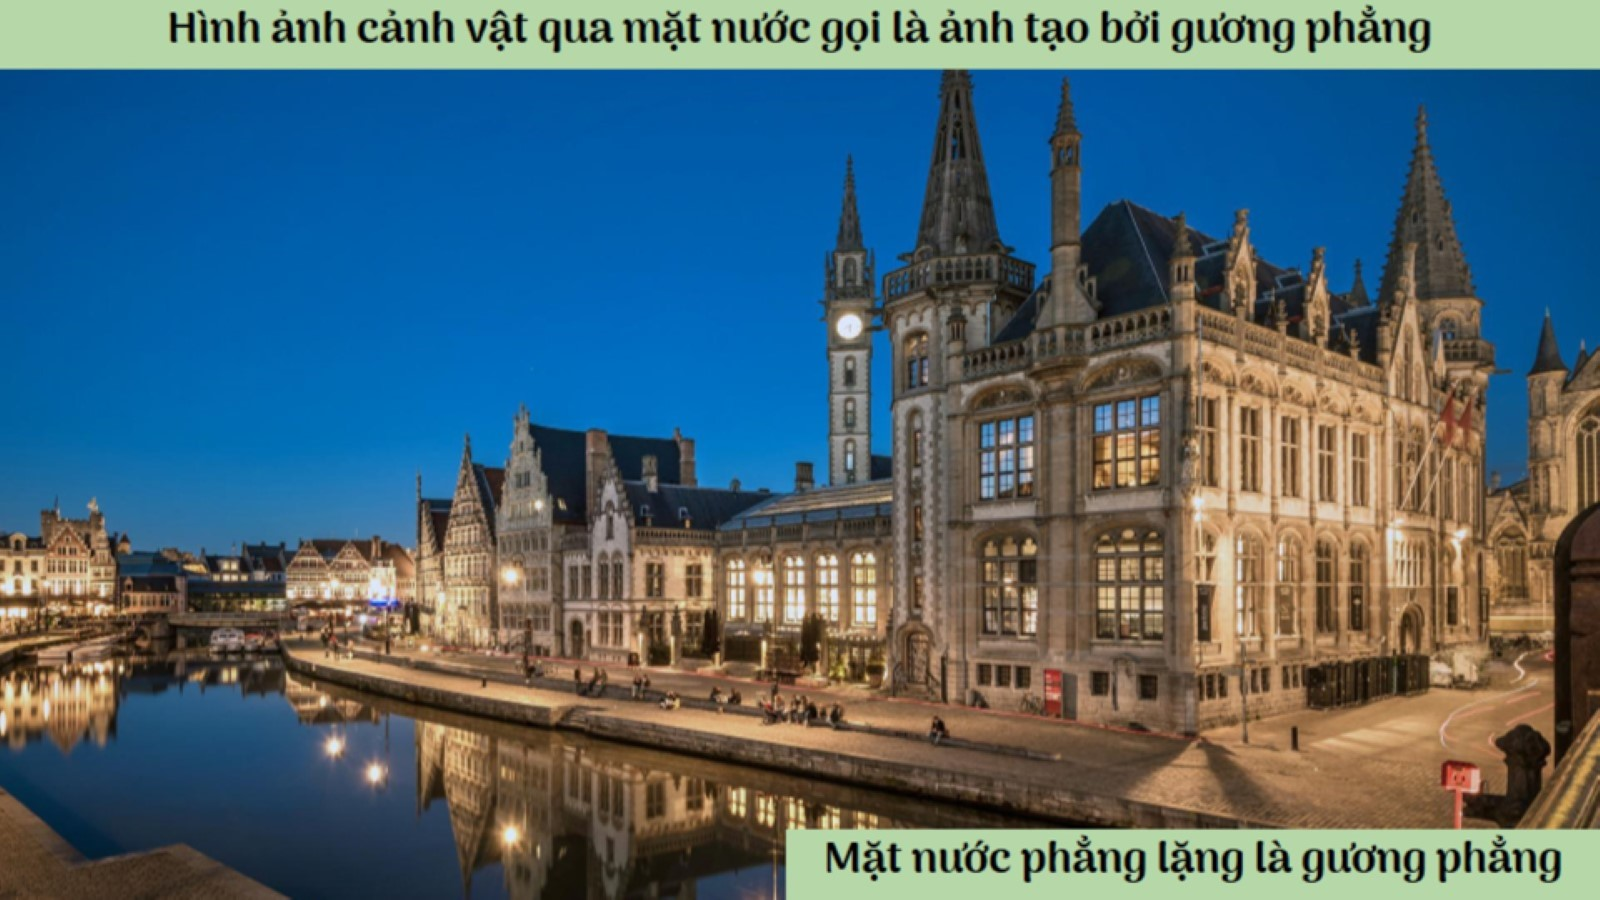 Hình ảnh cảnh vật qua mặt nước gọi là ảnh tạo bởi gương phẳng
Mặt nước phẳng lặng là gương phẳng